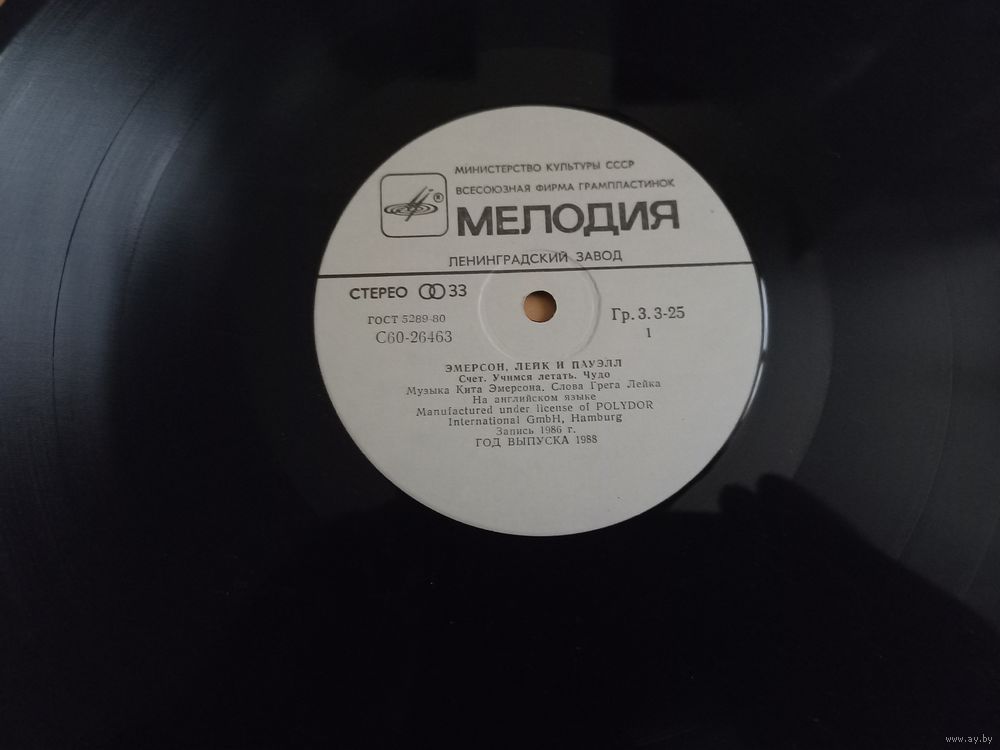 МИНИСТЕРСТВО КУЛЬТУРЫ СССР
ВСЕСОЮЗНАЯ ФИРМА ГРАМПЛАСТИНОК
®
МЕЛОДИЯ
ЛЕНИНГРАДСКИЙ ЗАВОД
СТЕРЕО 33
ГОСТ 5289-80
С60-26463
Гр. 3. 3-25
1
ЭМЕРСОН, ЛЕЙК И ПАУЭЛЛ
Счет. Учимся летать. Чудо
Музыка Кита Эмерсона. Слова Грега Лейка
На английском языке
Manufactured under license of POLYDOR
International GmbH, Hamburg
Запись 1986 г.
ГОД ВЫПУСКА 1988
www.ay.by